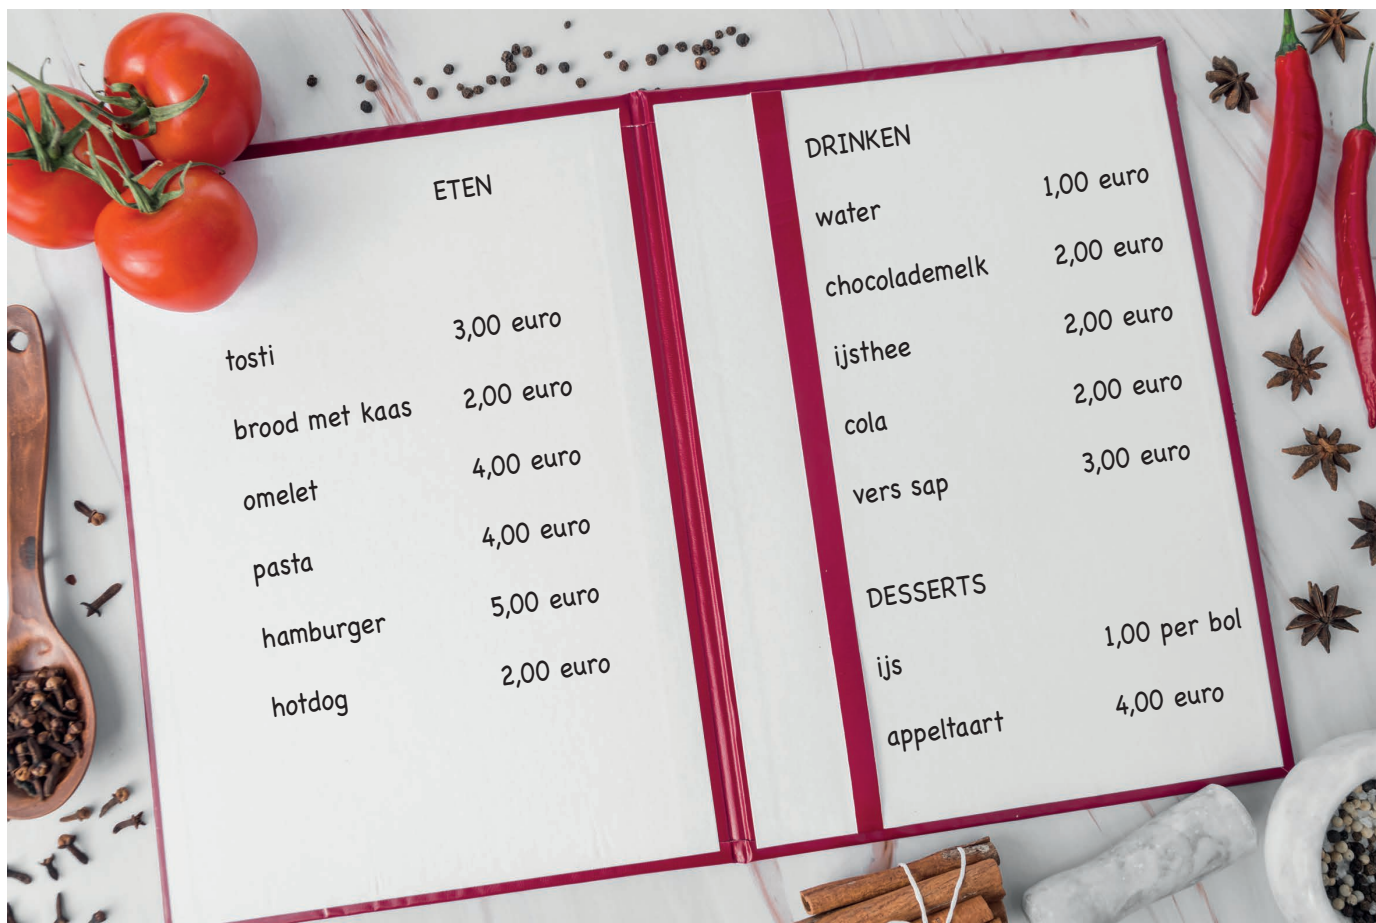 ETEN
tosti 3,00 euro
brood met kaas 2,00 euro
omelet 4,00 euro
pasta 4,00 euro
hamburger 5,00 euro
hotdog 2,00 euro
DRINKEN
water 1,00 euro
chocolademelk 2,00 euro
ijsthee 2,00 euro
cola 2,00 euro
vers sap 3,00 euro
DESSERTS
ijs 1,00 per bol
appeltaart 4,00 euro